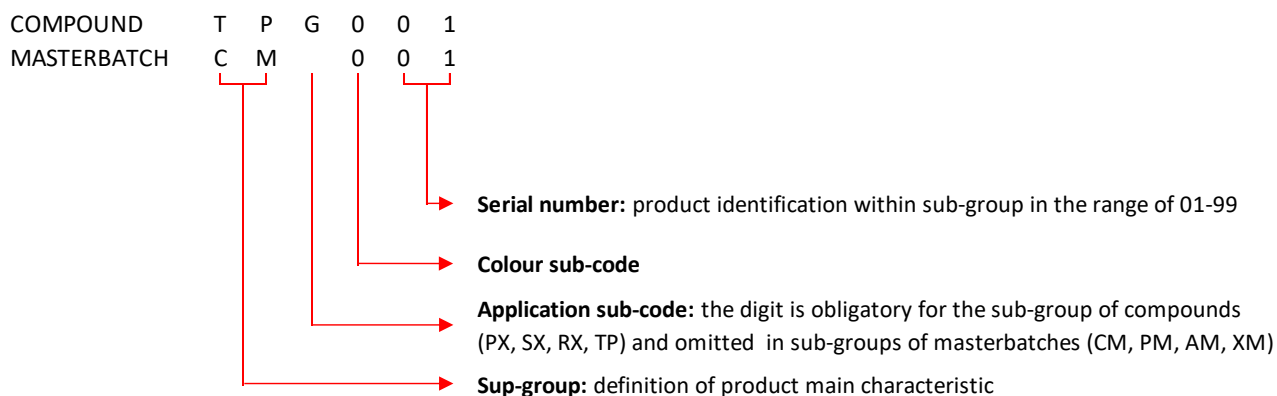 COMPOUND T P G 0 0 1
MASTERBATCH C M 0 0 1
Serial number: product identification within sub-group in the range of 01-99
Colour sub-code
Application sub-code: the digit is obligatory for the sub-group of compounds
(PX, SX, RX, TP) and omitted in sub-groups of masterbatches (CM, PM, AM, XM)
Sup-group: definition of product main characteristic